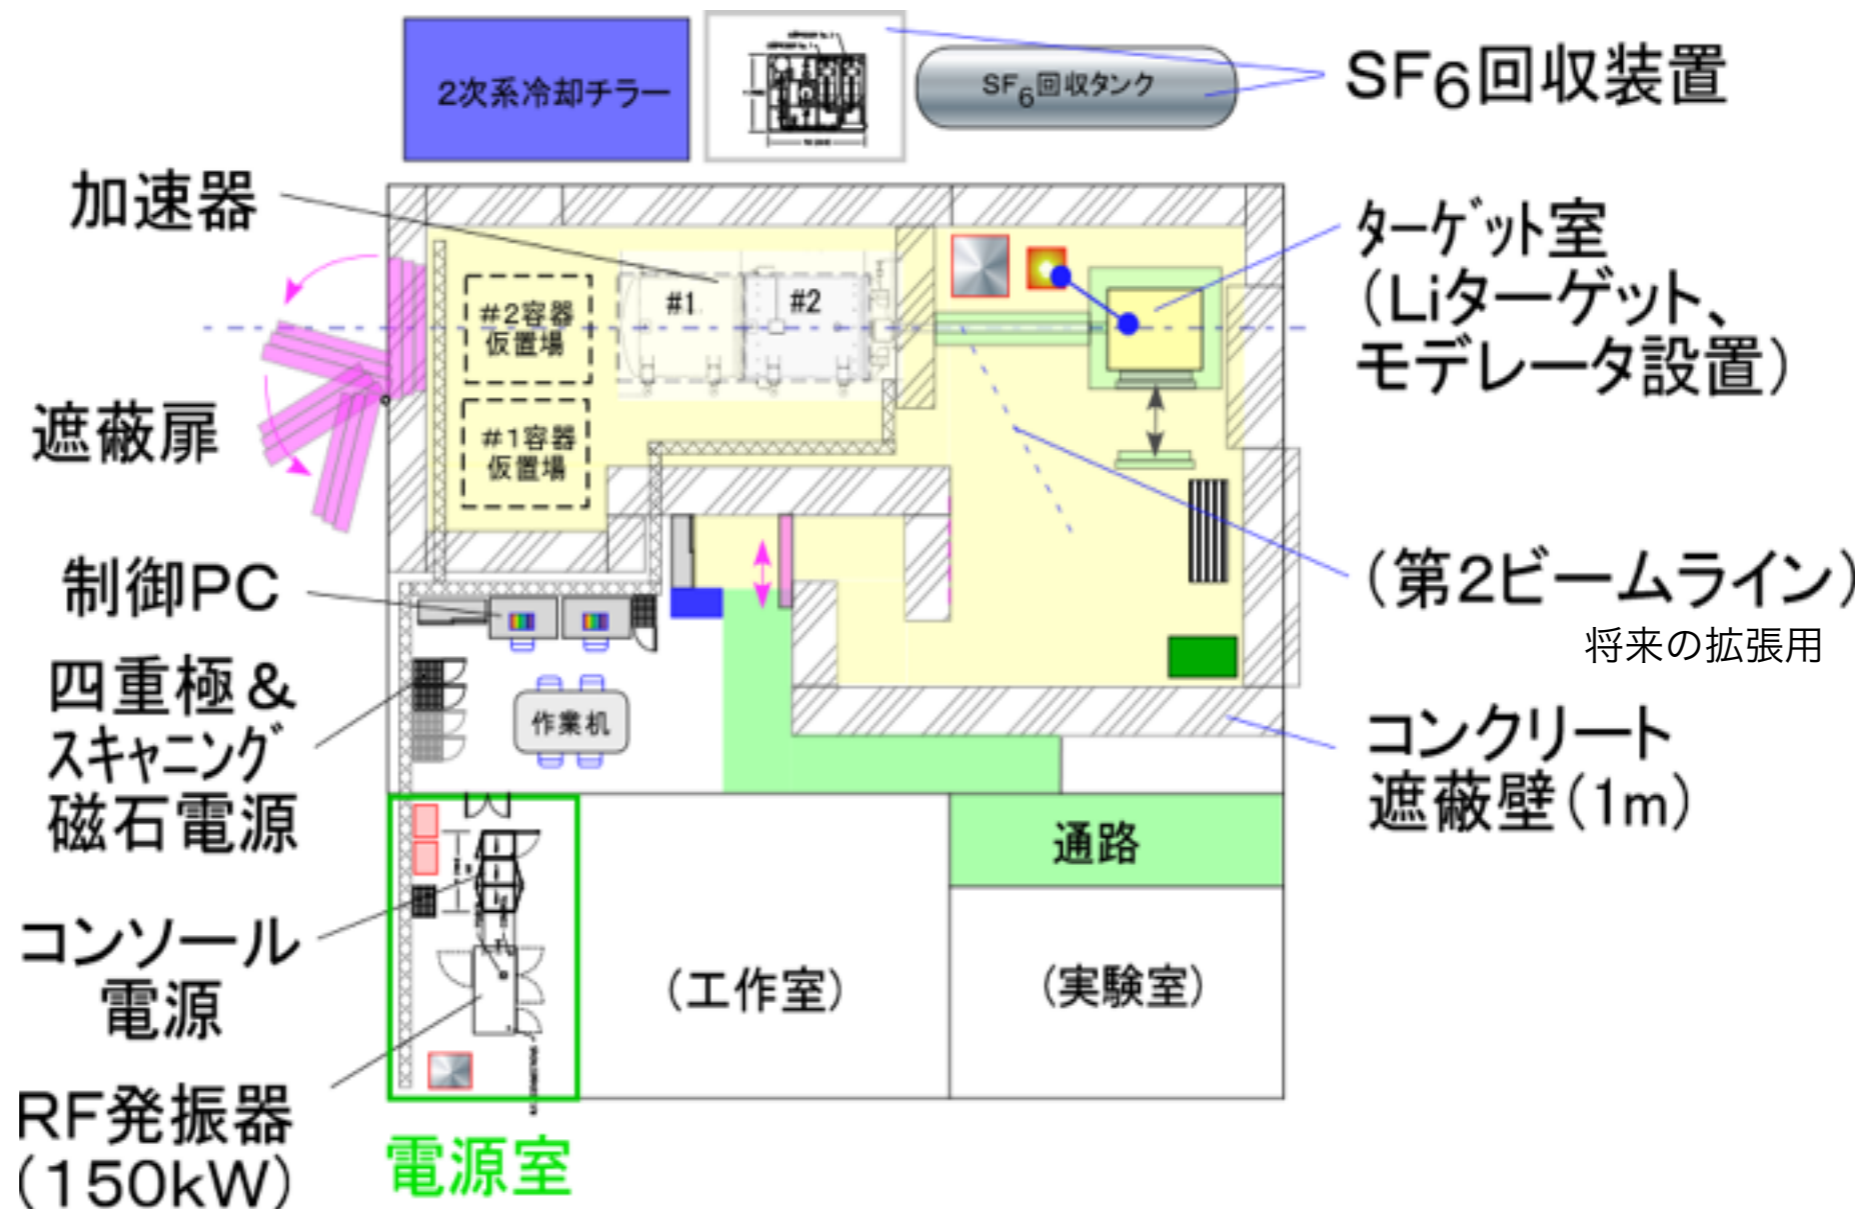 2次系冷却チラー
SF6回収タンク
SF6回収装置
加速器
ターゲット室
(Liターゲット、
モデレータ設置)
#1
#2
#2容器
仮置場
#1容器
仮置場
遮蔽扉
(第2ビームライン)
将来の拡張用
制御PC
四重極&
スキャニング
磁石電源
作業机
コンクリート
遮蔽壁(1m)
通路
コンソール
電源
(工作室)
(実験室)
RF発振器
(150kW)
電源室